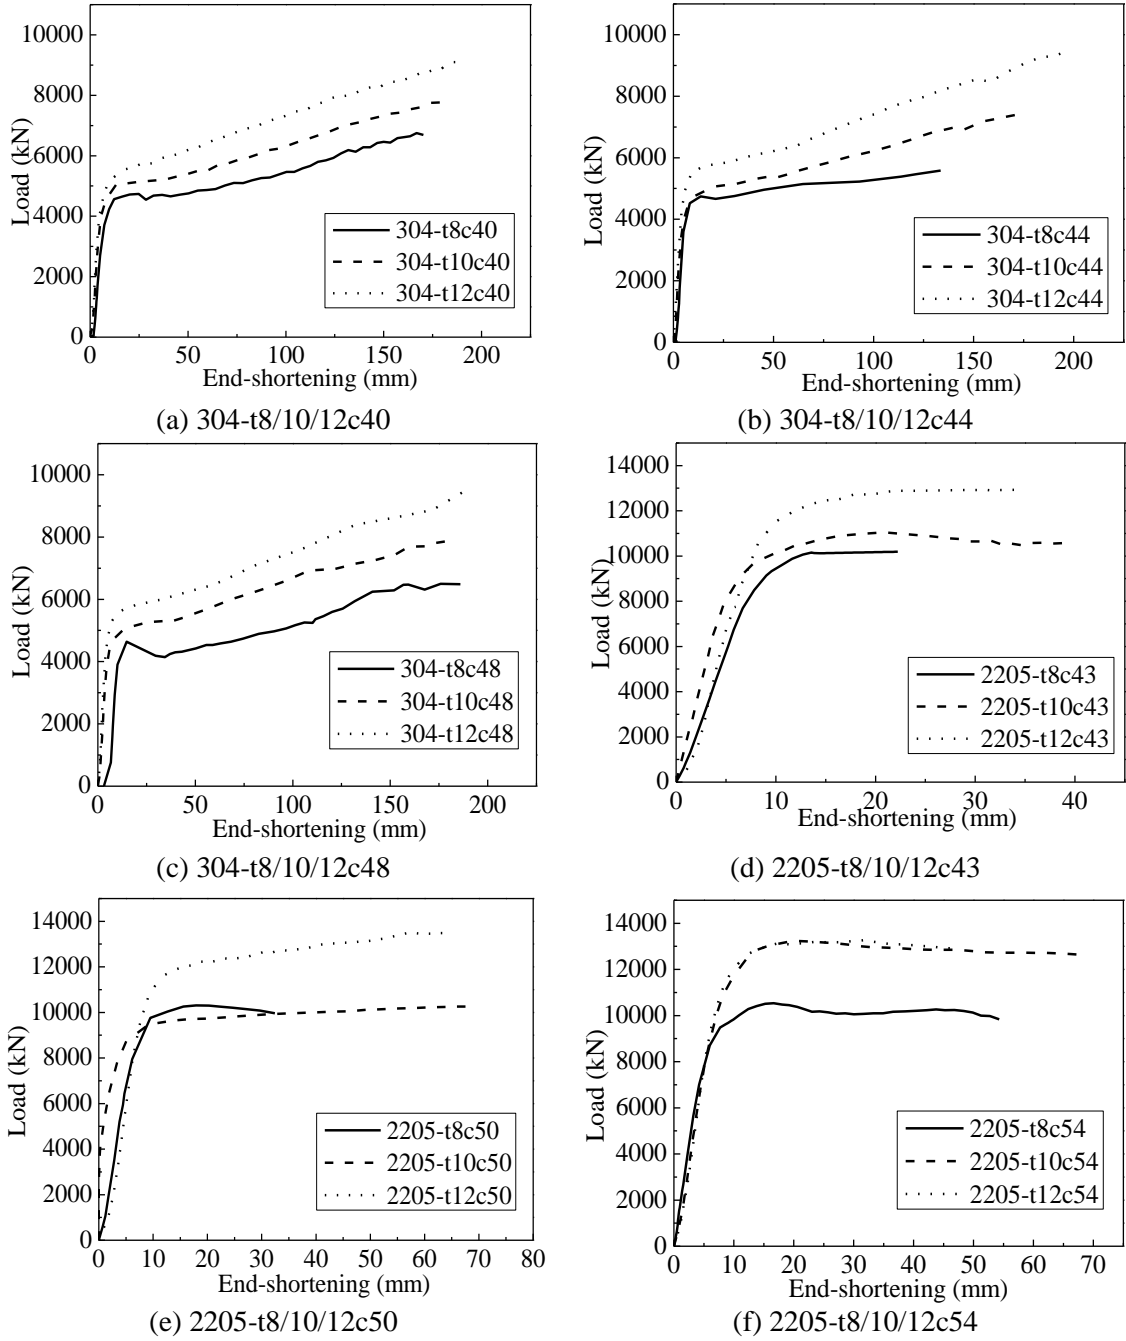 10000
8000
6000
4000
2000
0
Load (kN)
304-t8c40
304-t10c40
304-t12c40
0 50 100 150 200
End-shortening (mm)
(a) 304-t8/10/12c40
10000
8000
6000
4000
2000
0
Load (kN)
304-t8c44
304-t10c44
304-t12c44
0 50 100 150 200
End-shortening (mm)
(b) 304-t8/10/12c44
10000
8000
6000
4000
2000
0
Load (kN)
304-t8c48
304-t10c48
304-t12c48
0 50 100 150 200
End-shortening (mm)
(c) 304-t8/10/12c48
14000
12000
10000
8000
6000
4000
2000
0
Load (kN)
2205-t8c43
2205-t10c43
2205-t12c43
0 10 20 30 40
End-shortening (mm)
(d) 2205-t8/10/12c43
14000
12000
10000
8000
6000
4000
2000
0
Load (kN)
2205-t8c50
2205-t10c50
2205-t12c50
0 10 20 30 40 50 60 70 80
End-shortening (mm)
(e) 2205-t8/10/12c50
14000
12000
10000
8000
6000
4000
2000
0
Load (kN)
2205-t8c54
2205-t10c54
2205-t12c54
0 10 20 30 40 50 60 70
End-shortening (mm)
(f) 2205-t8/10/12c54